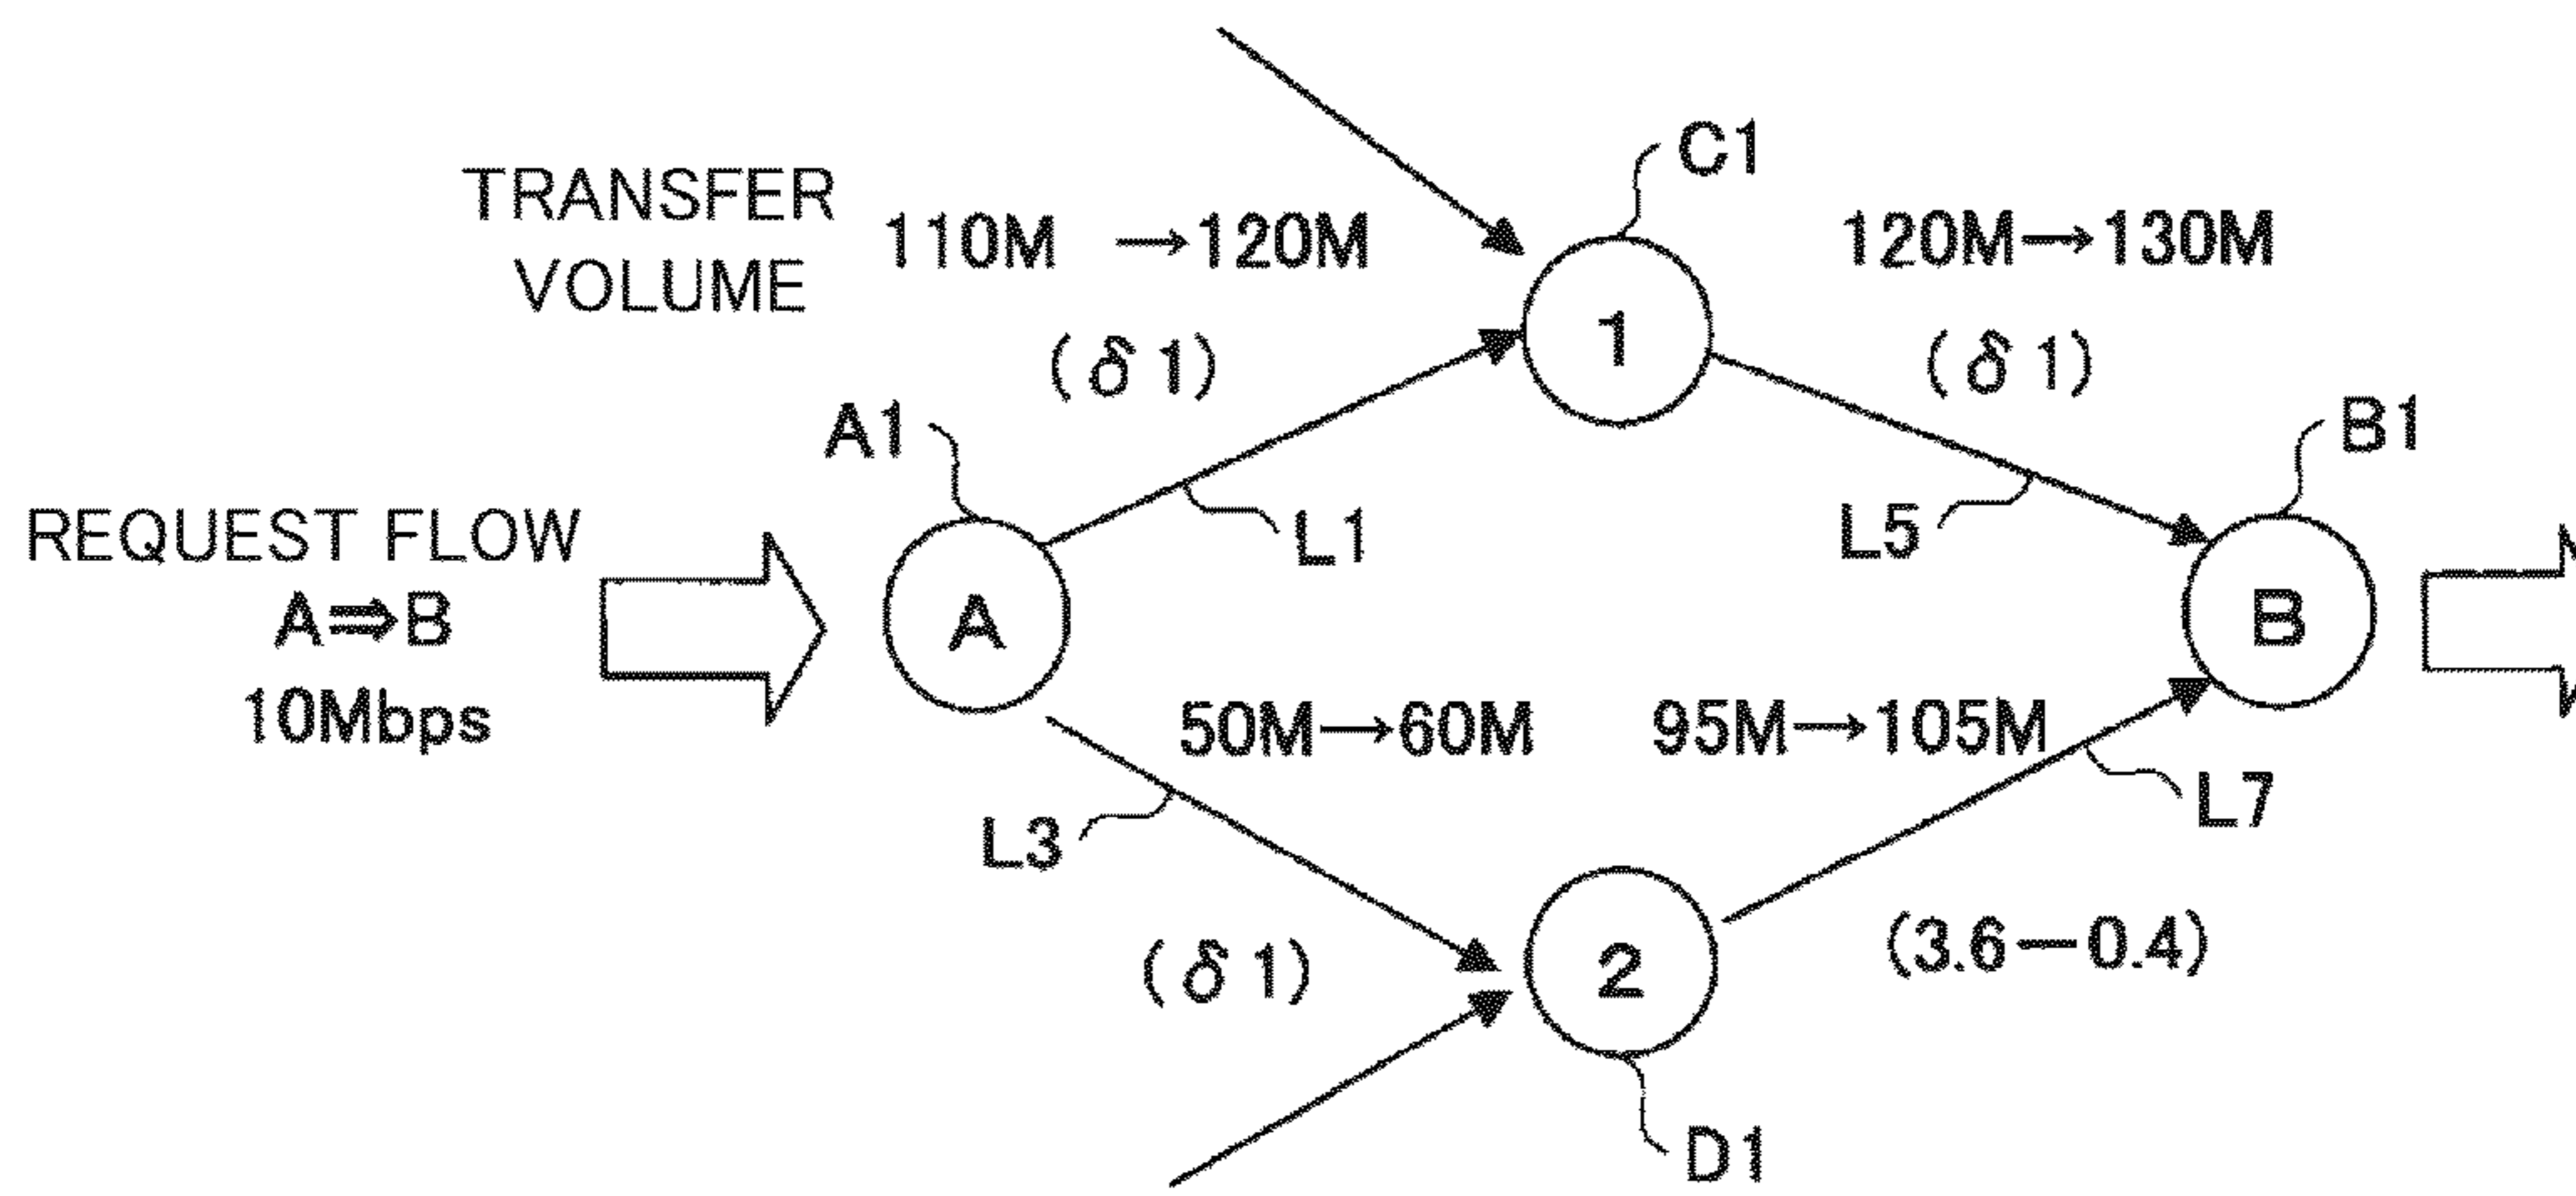 C1
TRANSFER
VOLUME
110M →120M
120M→130M
(δ1)
1
(δ1)
A1
B1
REQUEST FLOW
L1
L5
A⇒B
A
B
10Mbps
50M→60M
95M→105M
L3
L7
(δ1)
2
(3.6−0.4)
D1